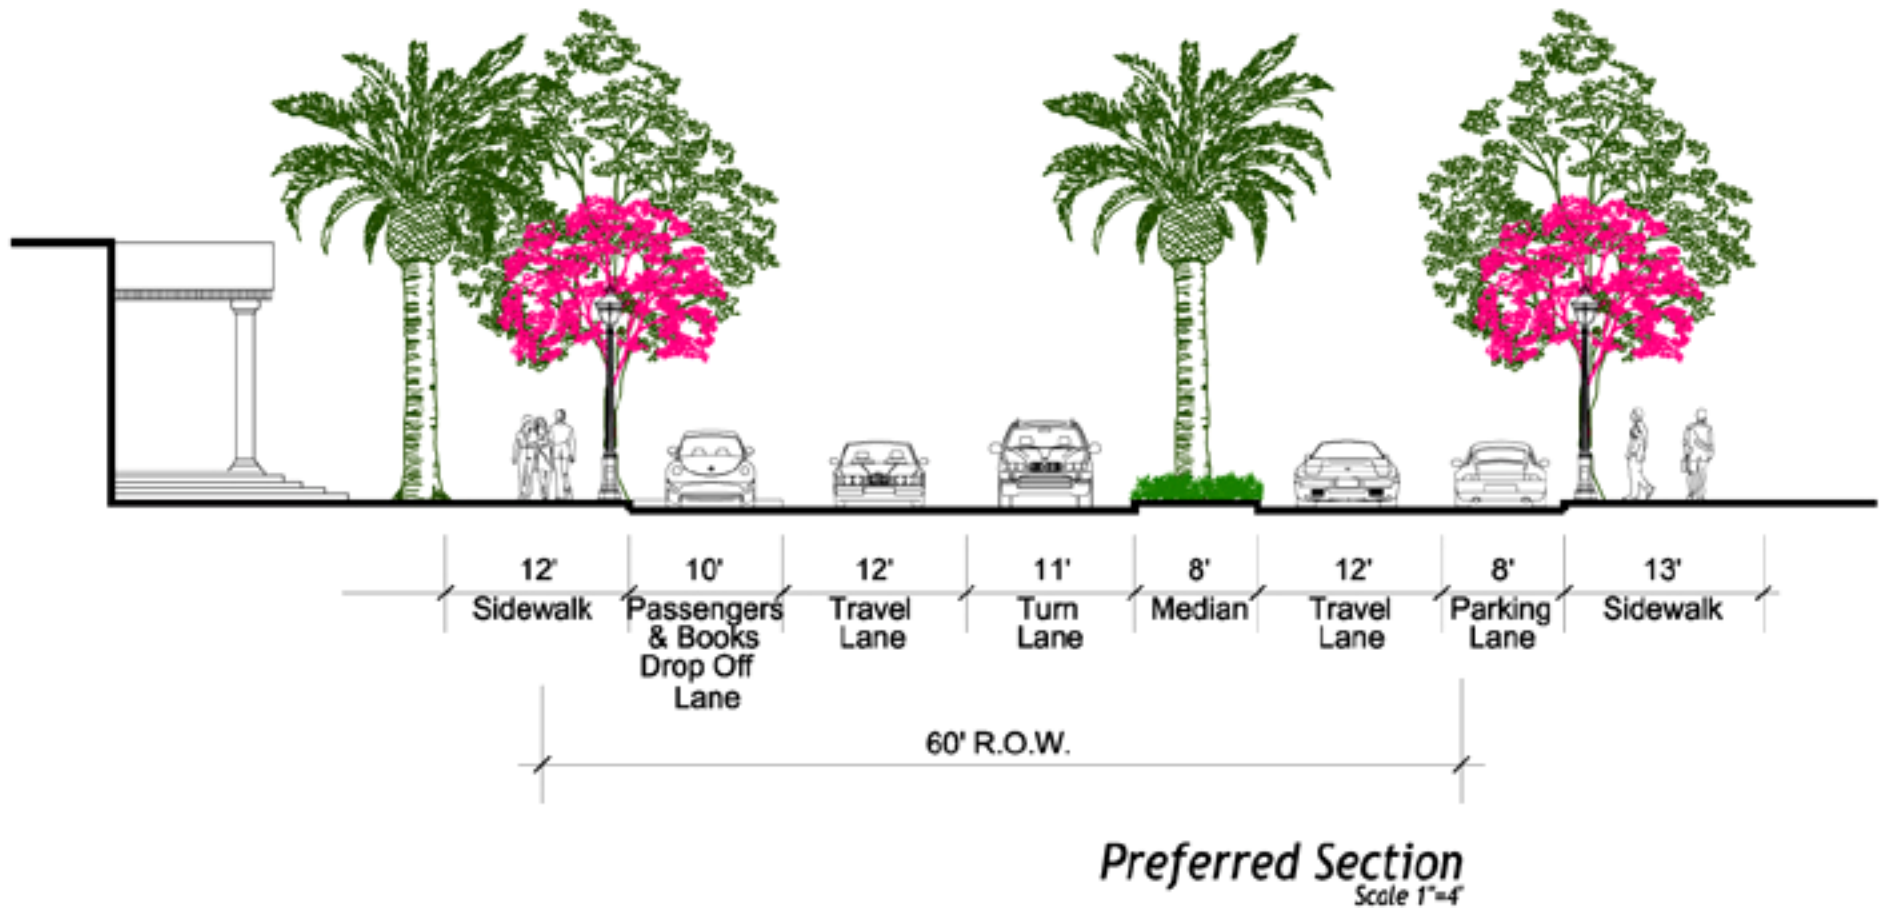 12' 10' 12' 11' 8' 12' 8' 13'
Sidewalk Passengers Travel Turn Median Travel Parking Sidewalk
& Books Lane Lane Lane Lane
Drop Off
Lane
60' R.O.W.
Preferred Section
Scale 1"=4'